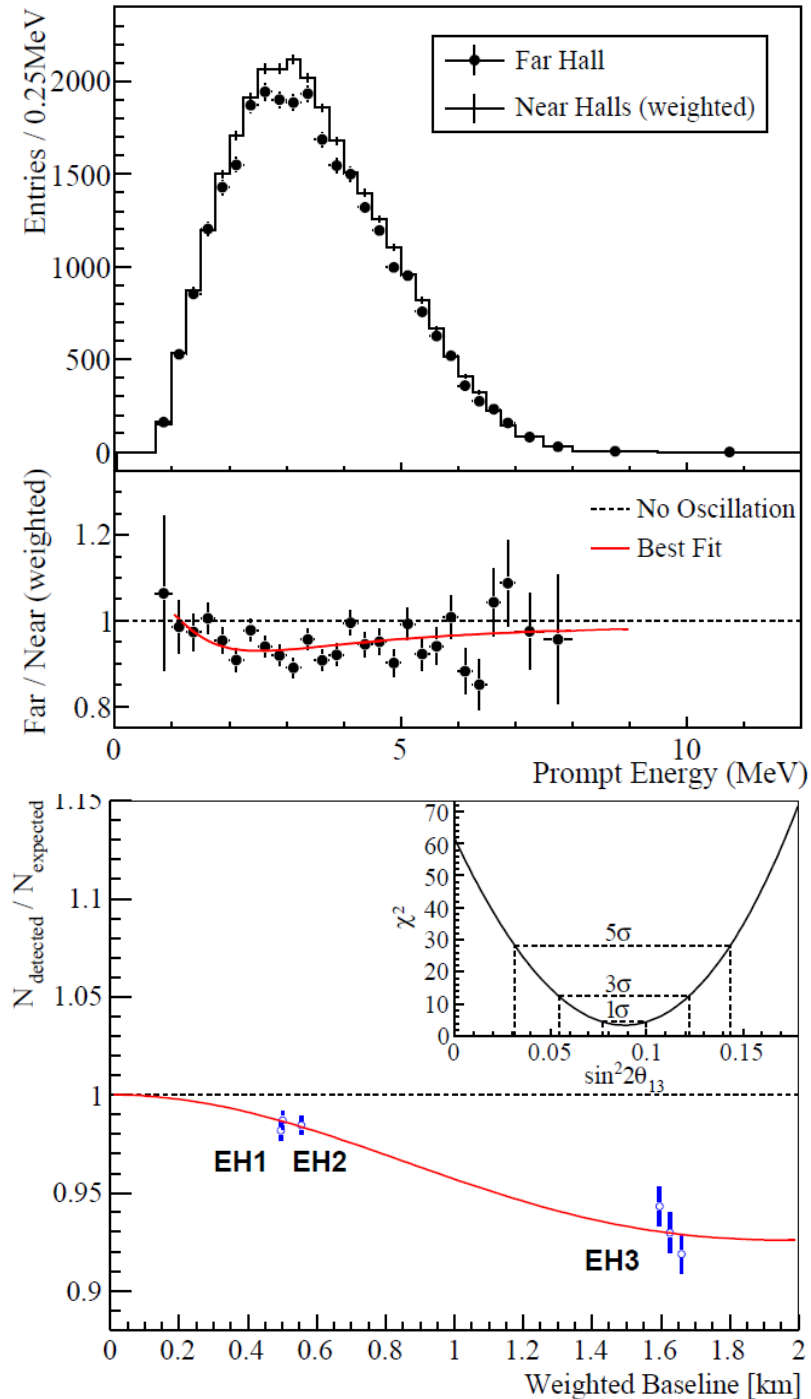 Entries / 0.25MeV
2000
1500
1000
500
0
Far Hall
Near Halls (weighted)
Far / Near (weighted)
1.2
1
0.8
No Oscillation
Best Fit
0
5
10
Prompt Energy (MeV)
N_detected / N_expected
1.15
1.1
1.05
1
0.95
0.9
χ²
70
60
50
40
30
20
10
0
5σ
3σ
1σ
0
0.05
0.1
0.15
sin²2θ₁₃
EH1
EH2
EH3
0
0.2
0.4
0.6
0.8
1
1.2
1.4
1.6
1.8
2
Weighted Baseline [km]